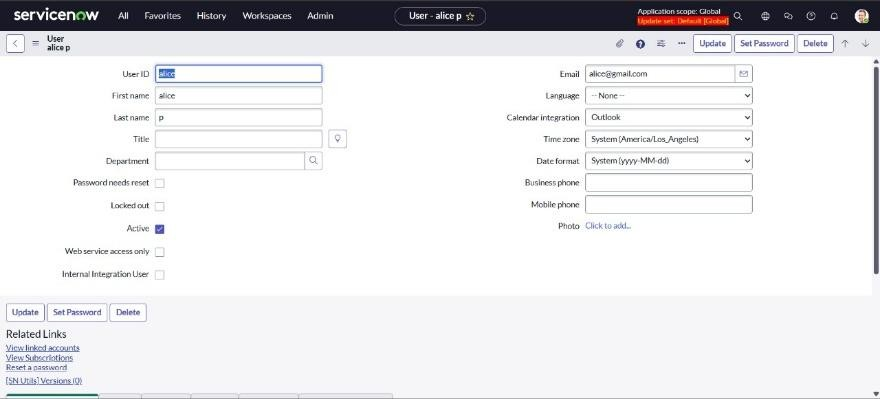 servicenow All Favorites History Workspaces Admin User - alice p Application scope: Global
Update set: Default [Global]
User
alice p
Update Set Password Delete
User ID alice
First name alice
Last name p
Title
Department
Password needs reset
Locked out
Active
Web service access only
Internal Integration User
Email alice@gmail.com
Language -- None --
Calendar integration Outlook
Time zone System (America/Los_Angeles)
Date format System (yyyy-MM-dd)
Business phone
Mobile phone
Photo Click to add...
Update Set Password Delete
Related Links
View linked accounts
View Subscriptions
Reset a password
[SN Utils] Versions (0)